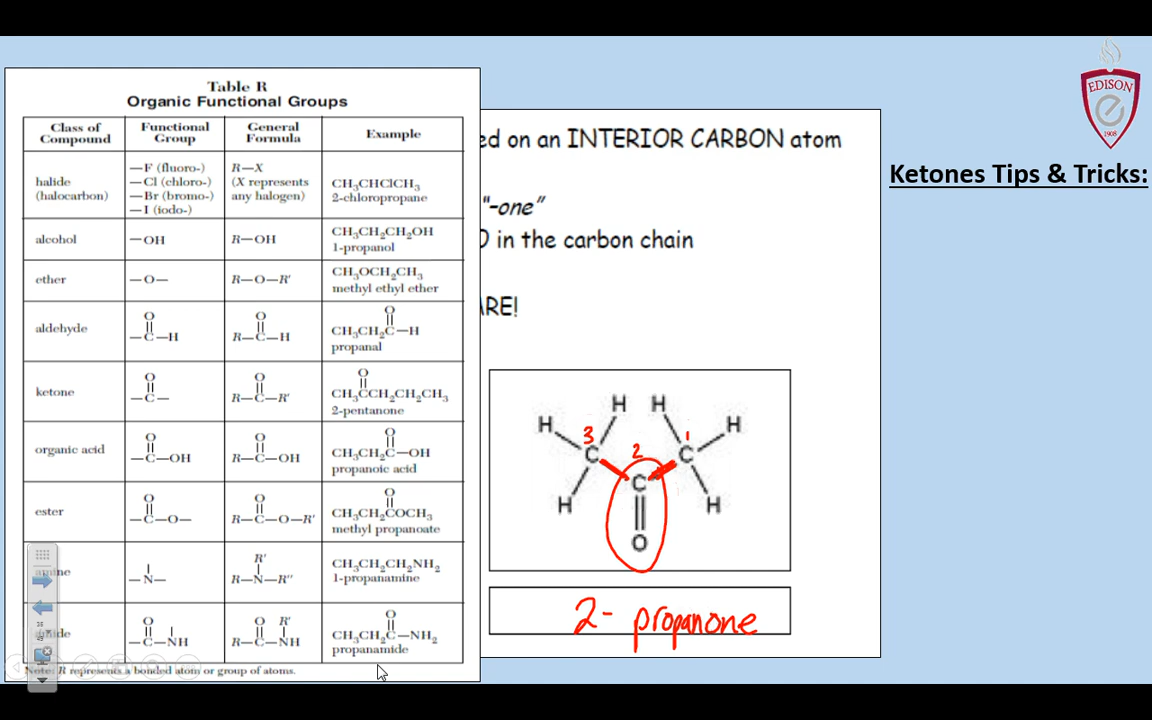 Table R
Organic Functional Groups
Class of Compound Functional Group General Formula Example
halide (halocarbon)
—F (fluoro-)
—Cl (chloro-)
—Br (bromo-)
—I (iodo-)
R—X
(X represents
any halogen)
CH₃CHClCH₃
2-chloropropane
alcohol
—OH
R—OH
CH₃CH₂CH₂OH
1-propanol
ether
—O—
R—O—R'
CH₃OCH₂CH₃
methyl ethyl ether
aldehyde
O
||
—C—H
O
||
R—C—H
O
||
CH₃CH₂C—H
propanal
ketone
O
||
—C—
O
||
R—C—R'
O
||
CH₃CCH₂CH₂CH₃
2-pentanone
organic acid
O
||
—C—OH
O
||
R—C—OH
O
||
CH₃CH₂C—OH
propanoic acid
ester
O
||
—C—O—
O
||
R—C—O—R'
O
||
CH₃CH₂COCH₃
methyl propanoate
|
—N—
R'
|
R—N—R''
CH₃CH₂CH₂NH₂
1-propanamine
O
|| |
—C—NH
O R'
|| |
R—C—NH
O
||
CH₃CH₂C—NH₂
propanamide
Note: R represents a bonded atom or group of atoms.
on an INTERIOR CARBON atom
"-one"
in the carbon chain
H H
H H
3 1
C 2 C
C
H H
O
2- propanone
EDISON
e
1908
Ketones Tips & Tricks: